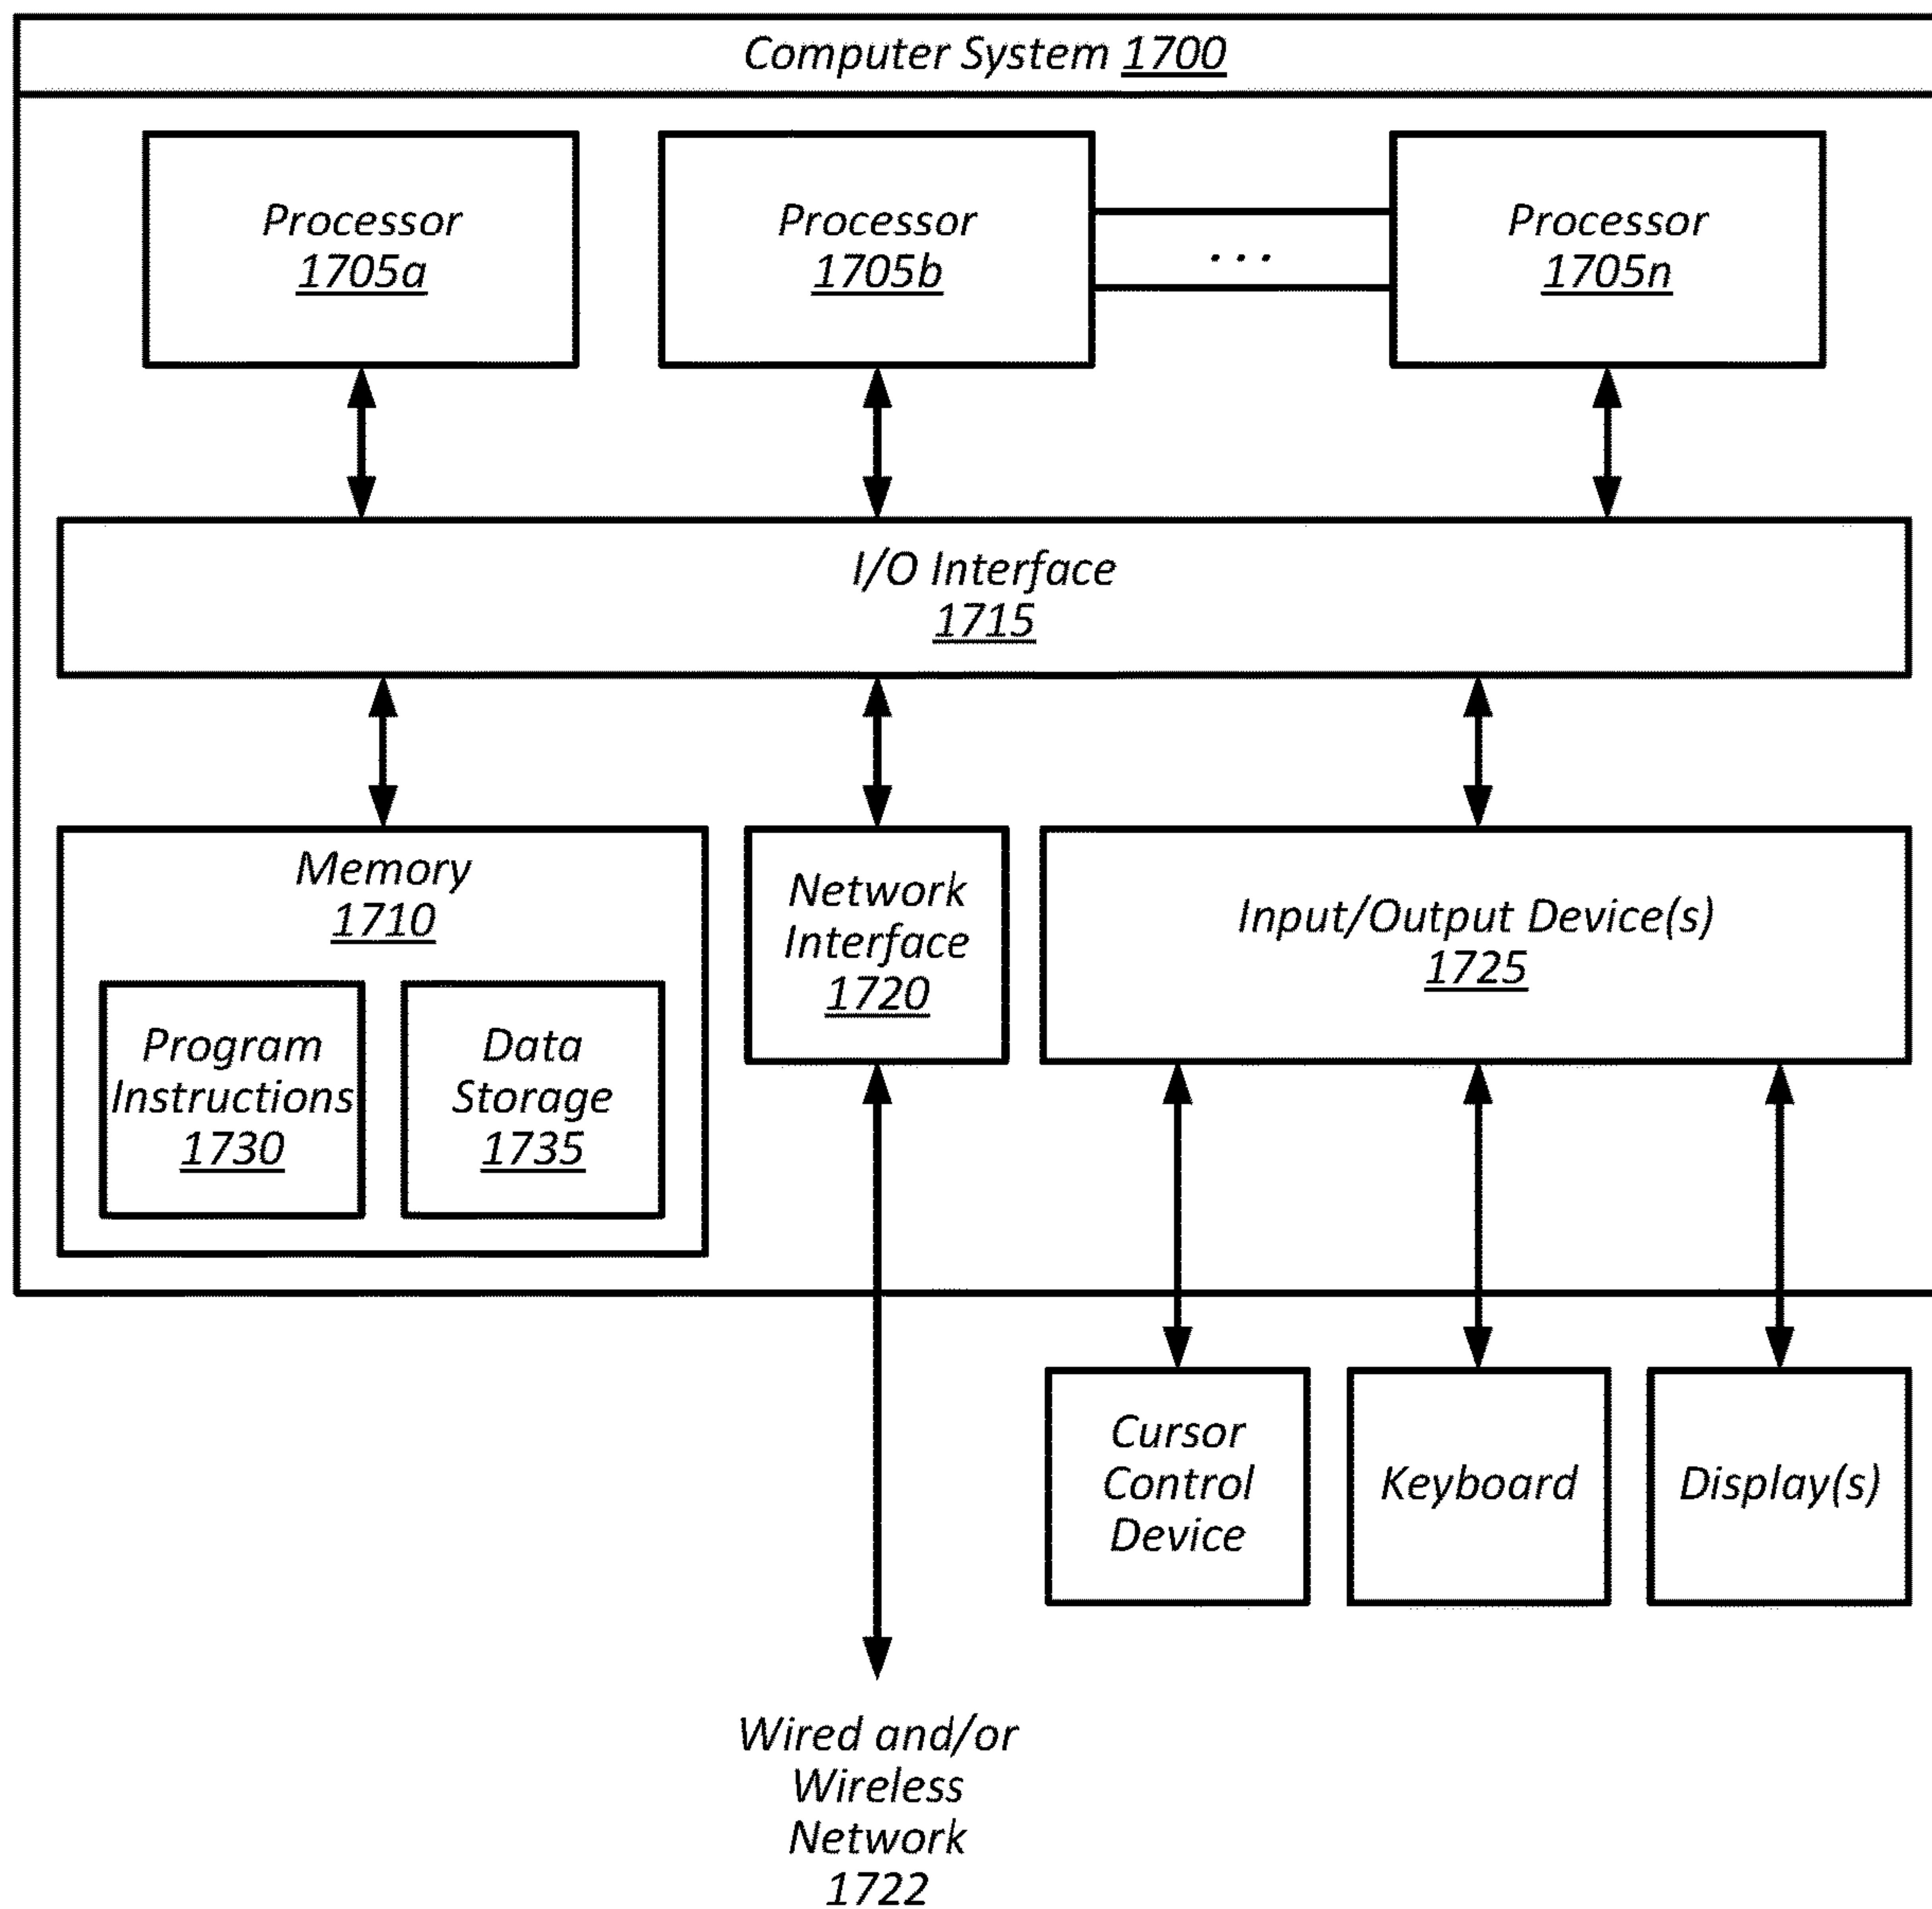 Computer System 1700
Processor
1705a
Processor
1705b
...
Processor
1705n
I/O Interface
1715
Memory
1710
Program
Instructions
1730
Data
Storage
1735
Network
Interface
1720
Input/Output Device(s)
1725
Cursor
Control
Device
Keyboard
Display(s)
Wired and/or
Wireless
Network
1722